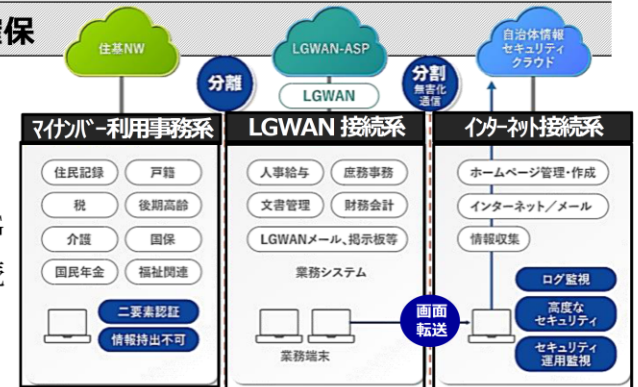 保
住基NW
LGWAN-ASP
自治体情報
セキュリティ
クラウド
分離
LGWAN
分割
無害化
通信
マイナンバー利用事務系
LGWAN 接続系
インターネット接続系
住民記録
戸籍
税
後期高齢
介護
国保
国民年金
福祉関連
二要素認証
情報持出不可
人事給与
庶務事務
文書管理
財務会計
LGWANメール、掲示板等
業務システム
業務端末
画面
転送
ホームページ管理・作成
インターネット／メール
情報収集
ログ監視
高度な
セキュリティ
セキュリティ
運用監視